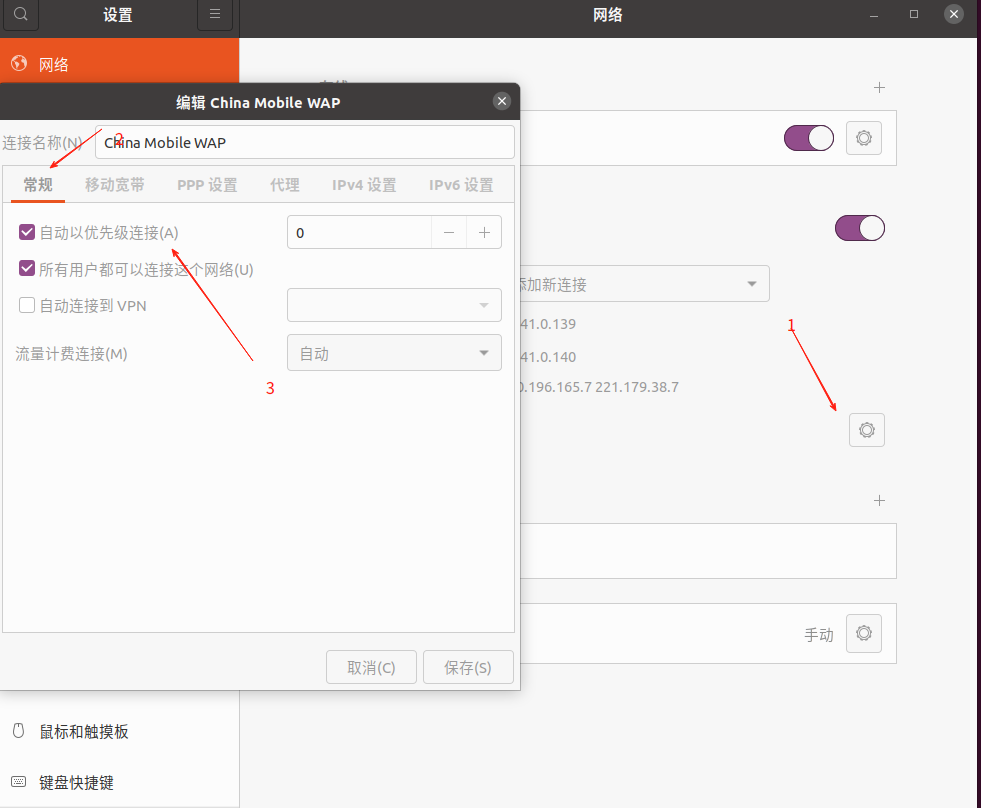 设置
网络
网络
编辑 China Mobile WAP
连接名称(N)
2
China Mobile WAP
常规
移动宽带
PPP 设置
代理
IPv4 设置
IPv6 设置
自动以优先级连接(A)
0
所有用户都可以连接这个网络(U)
自动连接到 VPN
流量计费连接(M)
自动
3
取消(C)
保存(S)
添加新连接
41.0.139
1
41.0.140
0.196.165.7 221.179.38.7
手动
鼠标和触摸板
键盘快捷键